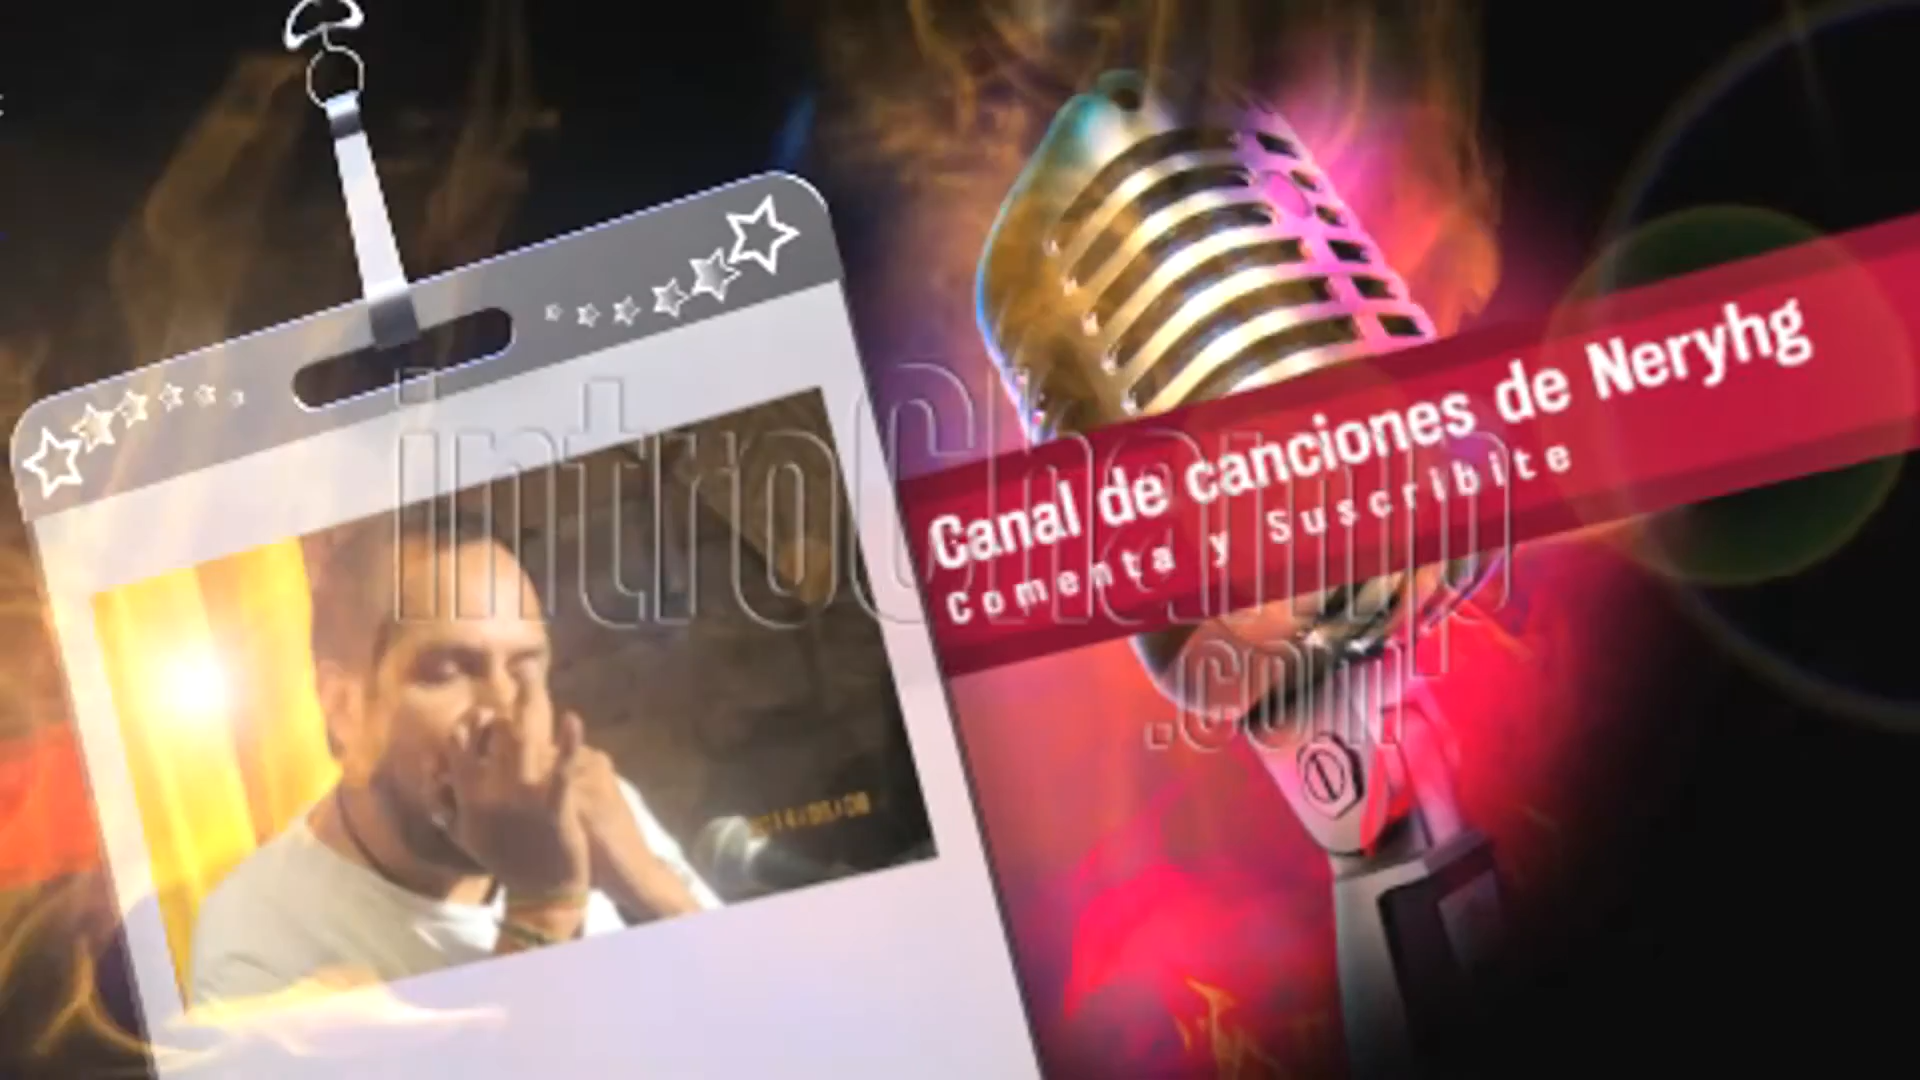 Canal de canciones de Neryhg
Comenta y Suscribite
introChamp
.com